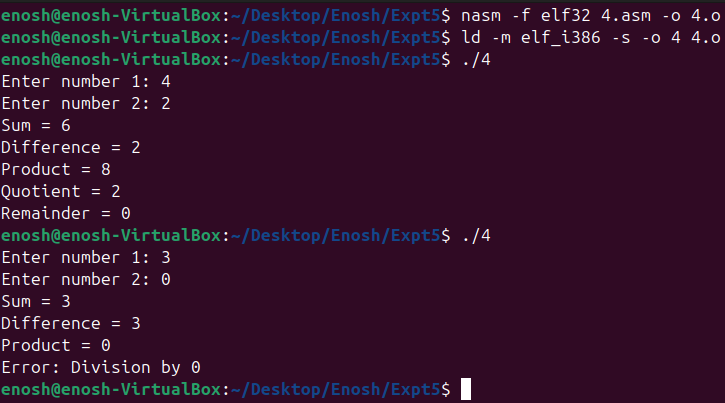 enosh@enosh-VirtualBox:~/Desktop/Enosh/Expt5$ nasm -f elf32 4.asm -o 4.o
enosh@enosh-VirtualBox:~/Desktop/Enosh/Expt5$ ld -m elf_i386 -s -o 4 4.o
enosh@enosh-VirtualBox:~/Desktop/Enosh/Expt5$ ./4
Enter number 1: 4
Enter number 2: 2
Sum = 6
Difference = 2
Product = 8
Quotient = 2
Remainder = 0
enosh@enosh-VirtualBox:~/Desktop/Enosh/Expt5$ ./4
Enter number 1: 3
Enter number 2: 0
Sum = 3
Difference = 3
Product = 0
Error: Division by 0
enosh@enosh-VirtualBox:~/Desktop/Enosh/Expt5$